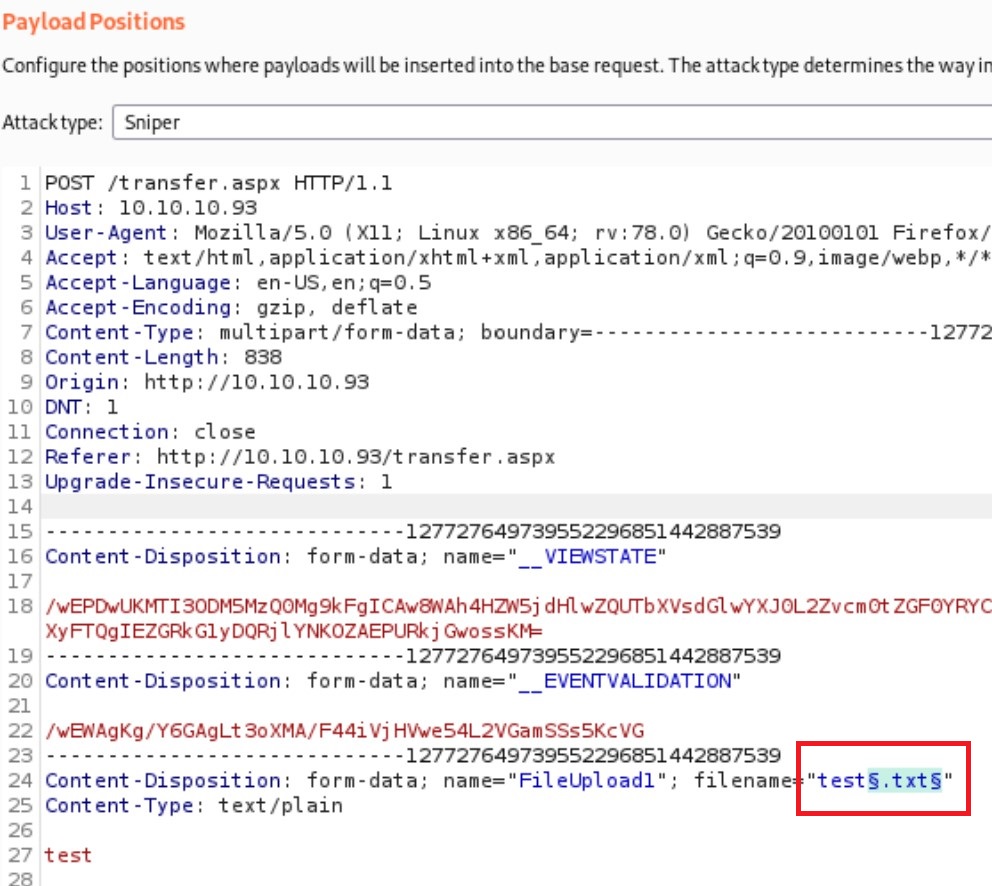 Payload Positions
Configure the positions where payloads will be inserted into the base request. The attack type determines the way in
Attack type: Sniper
1 POST /transfer.aspx HTTP/1.1
2 Host: 10.10.10.93
3 User-Agent: Mozilla/5.0 (X11; Linux x86_64; rv:78.0) Gecko/20100101 Firefox/
4 Accept: text/html,application/xhtml+xml,application/xml;q=0.9,image/webp,*/*
5 Accept-Language: en-US,en;q=0.5
6 Accept-Encoding: gzip, deflate
7 Content-Type: multipart/form-data; boundary=---------------------------12772
8 Content-Length: 838
9 Origin: http://10.10.10.93
10 DNT: 1
11 Connection: close
12 Referer: http://10.10.10.93/transfer.aspx
13 Upgrade-Insecure-Requests: 1
14
15 -----------------------------127727649739552296851442887539
16 Content-Disposition: form-data; name="__VIEWSTATE"
17
18 /wEPDwUKMTI3ODM5MzQ0Mg9kFgICAw8WAh4HZW5jdHlwZQUTbXVsdGlwYXJ0L2Zvcm0tZGF0YRYC
XyFTQgIEZGRkGlyDQRjlYNKOZAEPURkjGwossKM=
19 -----------------------------127727649739552296851442887539
20 Content-Disposition: form-data; name="__EVENTVALIDATION"
21
22 /wEWAgKg/Y6GAgLt3oXMA/F44iVjHVwe54L2VGamSSs5KcVG
23 -----------------------------127727649739552296851442887539
24 Content-Disposition: form-data; name="FileUpload1"; filename="test§.txt§"
25 Content-Type: text/plain
26
27 test
28